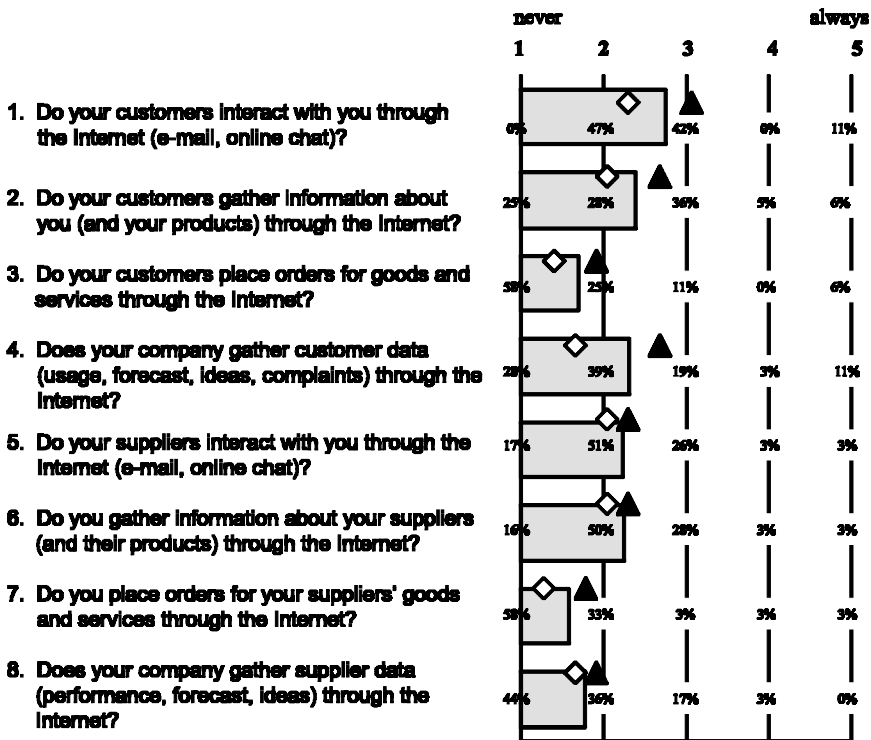 never always
1 2 3 4 5
1. Do your customers interact with you through
the Internet (e-mail, online chat)?
0% 47% 42% 0% 11%
2. Do your customers gather information about
you (and your products) through the Internet?
25% 28% 36% 5% 6%
3. Do your customers place orders for goods and
services through the Internet?
58% 25% 11% 0% 6%
4. Does your company gather customer data
(usage, forecast, ideas, complaints) through the
Internet?
28% 39% 19% 3% 11%
5. Do your suppliers interact with you through the
Internet (e-mail, online chat)?
17% 51% 26% 3% 3%
6. Do you gather information about your suppliers
(and their products) through the Internet?
16% 50% 28% 3% 3%
7. Do you place orders for your suppliers' goods
and services through the Internet?
58% 33% 3% 3% 3%
8. Does your company gather supplier data
(performance, forecast, ideas) through the
Internet?
44% 36% 17% 3% 0%